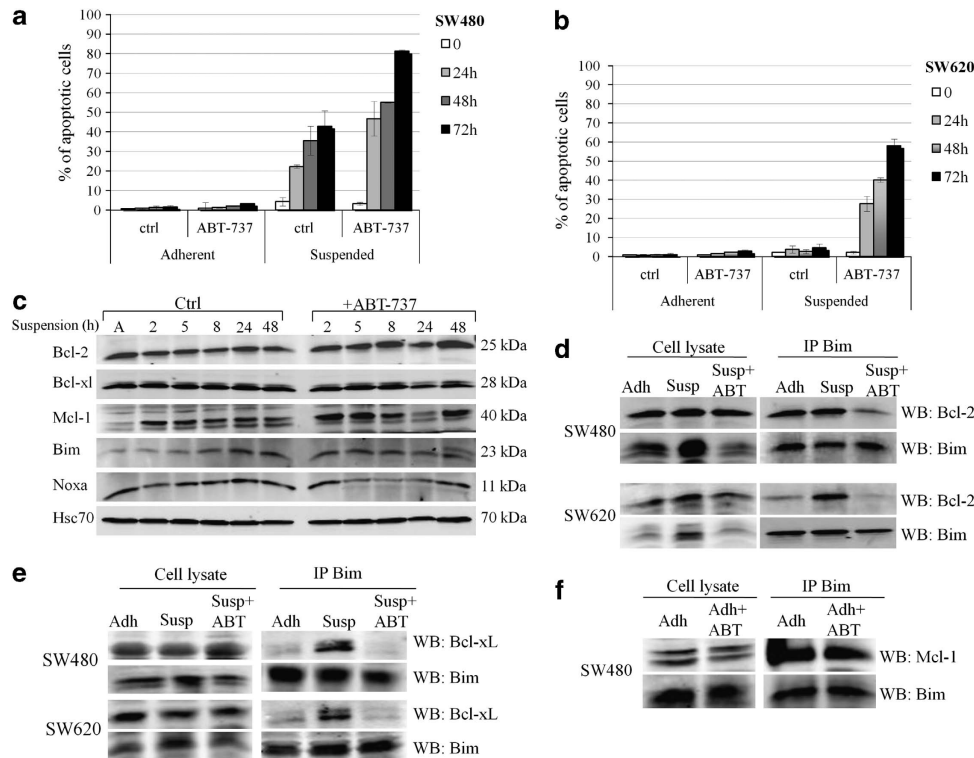 a
SW480
0
24h
48h
72h
% of apoptotic cells
100
90
80
70
60
50
40
30
20
10
0
ctrl ABT-737 ctrl ABT-737
Adherent Suspended
b
SW620
0
24h
48h
72h
% of apoptotic cells
100
90
80
70
60
50
40
30
20
10
0
ctrl ABT-737 ctrl ABT-737
Adherent Suspended
c
Ctrl +ABT-737
Suspension (h) A 2 5 8 24 48 2 5 8 24 48
Bcl-2 25 kDa
Bcl-xl 28 kDa
Mcl-1 40 kDa
Bim 23 kDa
Noxa 11 kDa
Hsc70 70 kDa
d
Cell lysate IP Bim
Adh Susp Susp+ ABT Adh Susp Susp+ ABT
SW480
WB: Bcl-2
WB: Bim
SW620
WB: Bcl-2
WB: Bim
e
Cell lysate IP Bim
Adh Susp Susp+ ABT Adh Susp Susp+ ABT
SW480
WB: Bcl-xL
WB: Bim
SW620
WB: Bcl-xL
WB: Bim
f
Cell lysate IP Bim
Adh Adh+ ABT Adh Adh+ ABT
SW480
WB: Mcl-1
WB: Bim